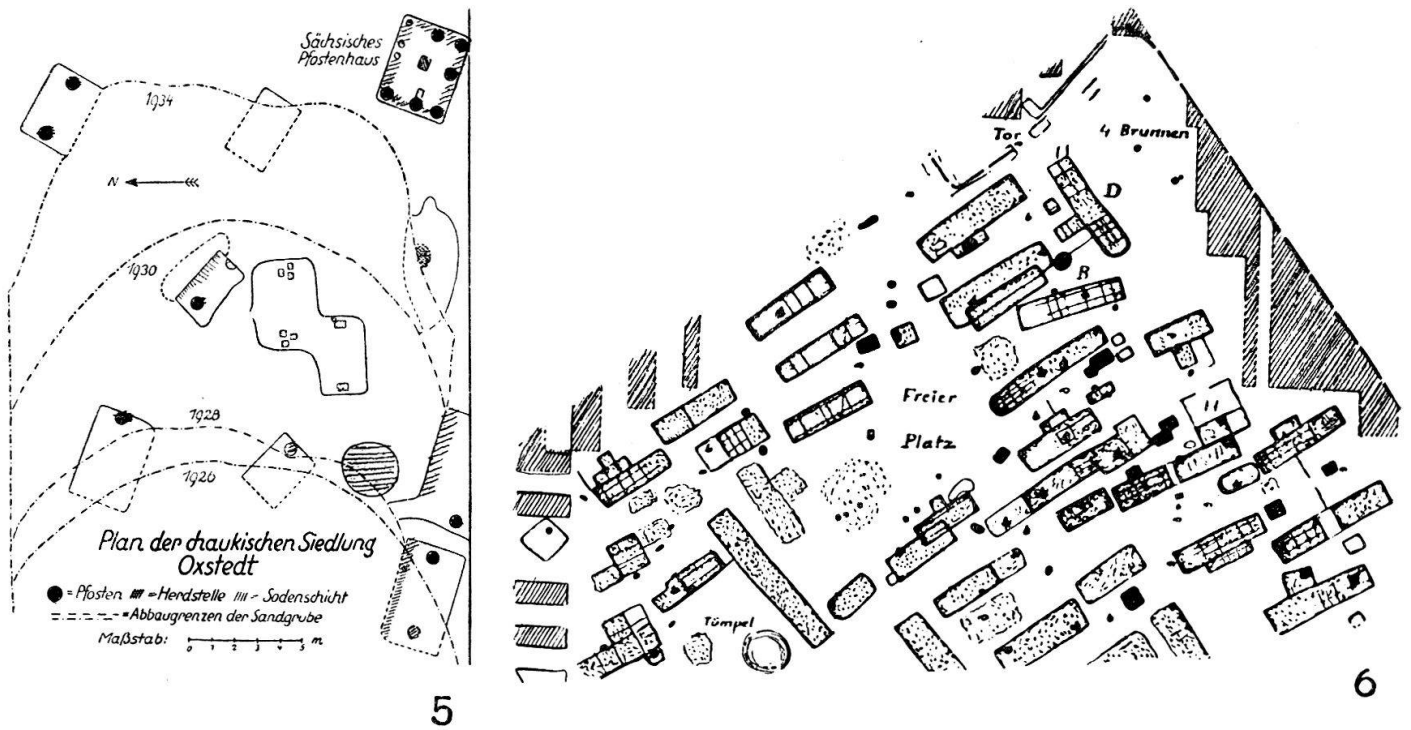 Sächsisches
Pfostenhaus
1934
N
1930
1928
1926
Plan der chaukischen Siedlung
Oxstedt
= Pfosten = Herdstelle - Sodenschicht
= Abbaugrenzen der Sandgrube
Maßstab: 0 1 2 3 4 5 m
5
Tor
4 Brunnen
D
B
Freier
Platz
Tümpel
6